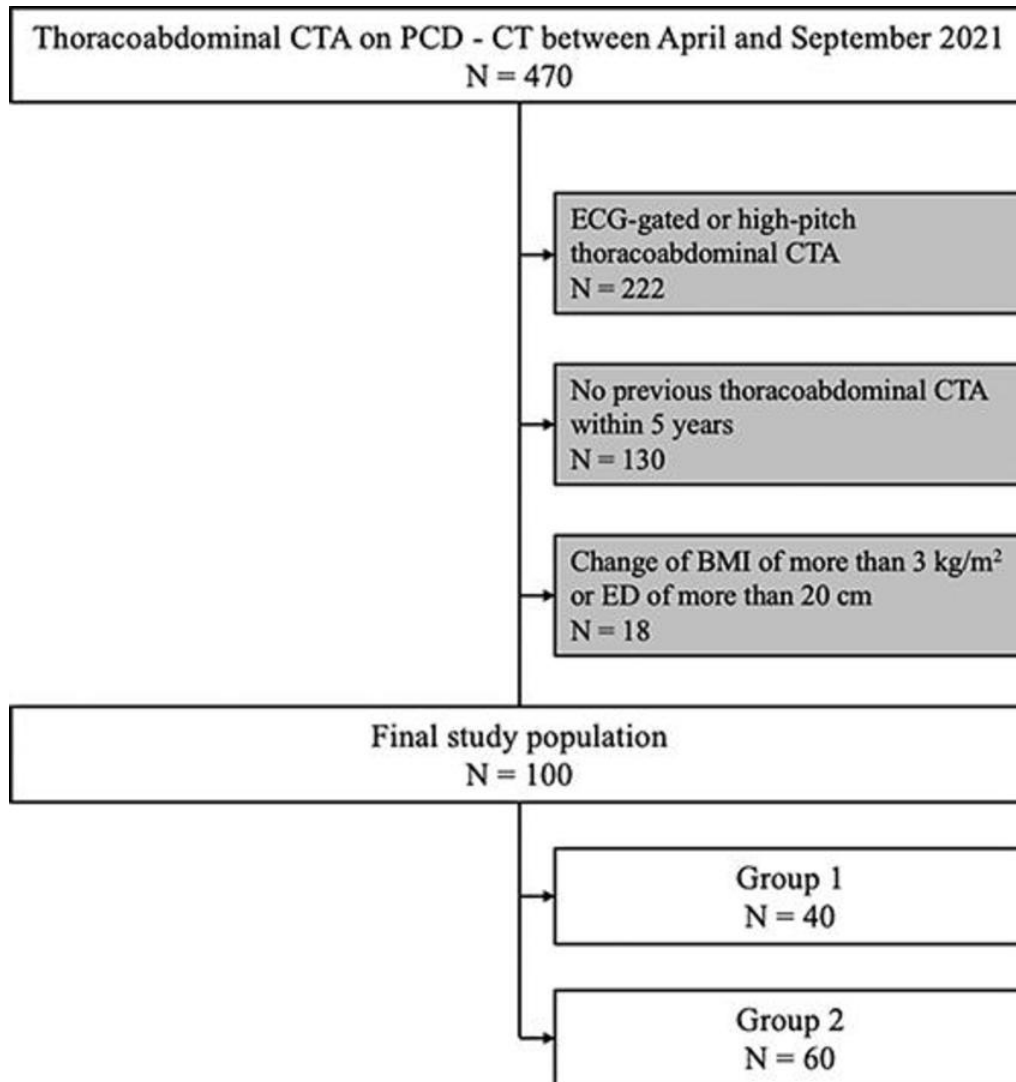 Thoracoabdominal CTA on PCD - CT between April and September 2021
N = 470
ECG-gated or high-pitch
thoracoabdominal CTA
N = 222
No previous thoracoabdominal CTA
within 5 years
N = 130
Change of BMI of more than 3 kg/m²
or ED of more than 20 cm
N = 18
Final study population
N = 100
Group 1
N = 40
Group 2
N = 60